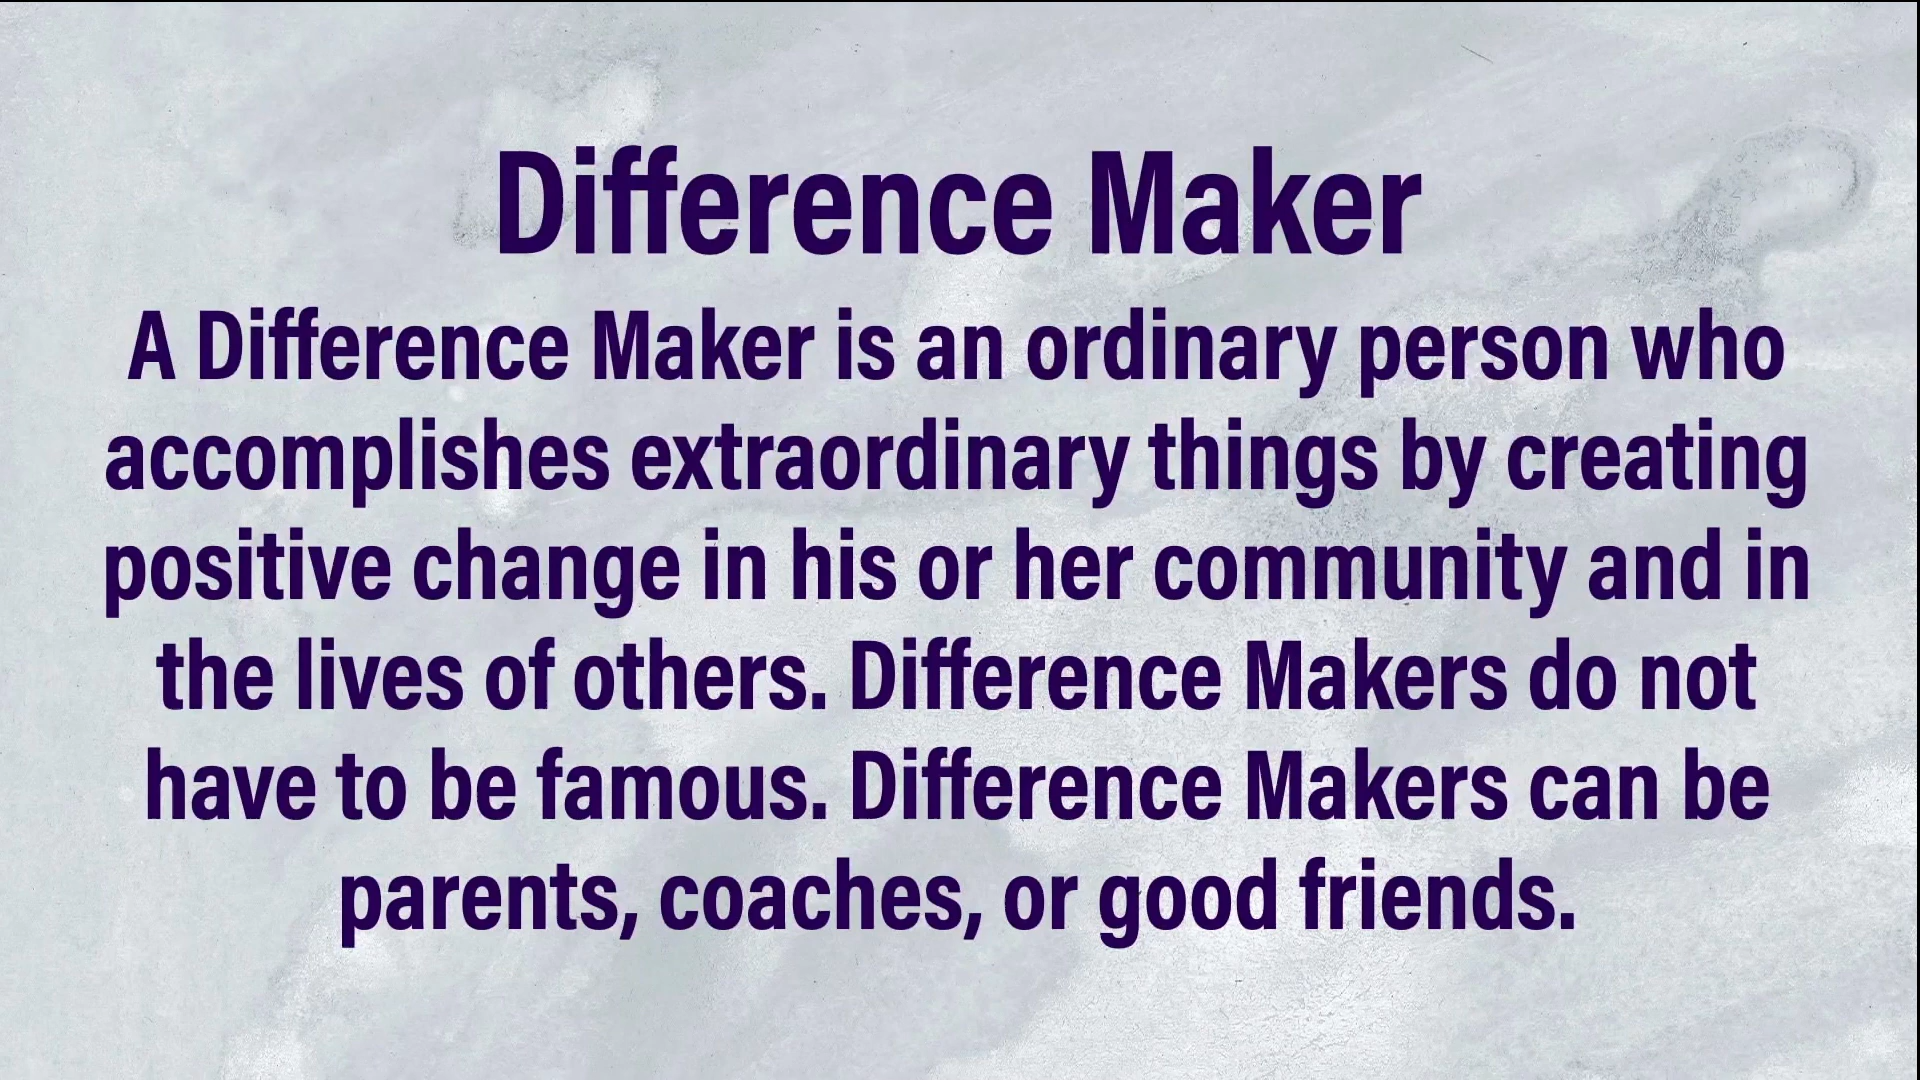 Difference Maker
A Difference Maker is an ordinary person who
accomplishes extraordinary things by creating
positive change in his or her community and in
the lives of others. Difference Makers do not
have to be famous. Difference Makers can be
parents, coaches, or good friends.